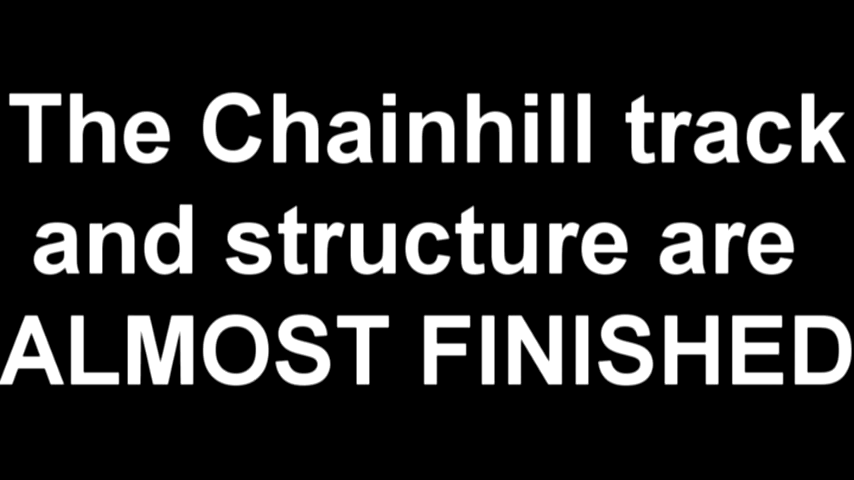 The Chainhill track
and structure are
ALMOST FINISHED